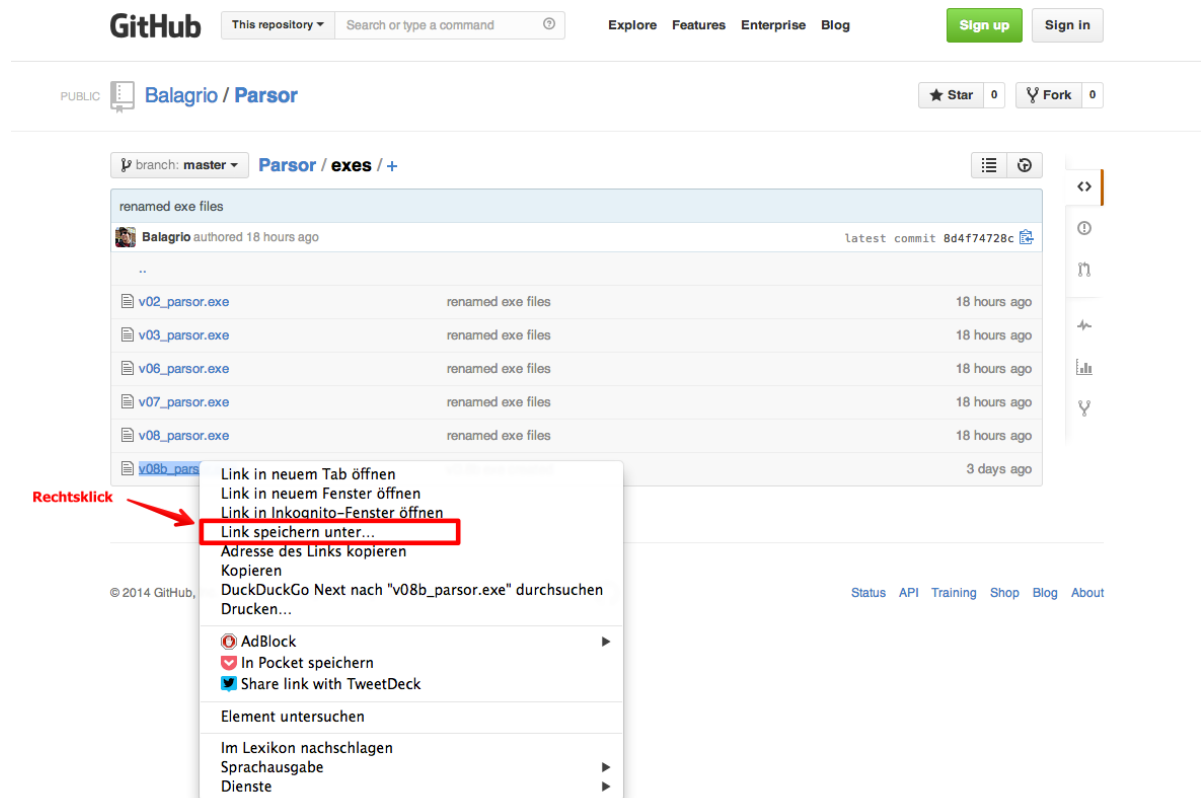 GitHub This repository Search or type a command Explore Features Enterprise Blog Sign up Sign in
PUBLIC Balagrio / Parsor Star 0 Fork 0
branch: master Parsor / exes / +
renamed exe files
Balagrio authored 18 hours ago latest commit 8d4f74728c
..
v02_parsor.exe renamed exe files 18 hours ago
v03_parsor.exe renamed exe files 18 hours ago
v06_parsor.exe renamed exe files 18 hours ago
v07_parsor.exe renamed exe files 18 hours ago
v08_parsor.exe renamed exe files 18 hours ago
v08b_pars 3 days ago
Link in neuem Tab öffnen
Link in neuem Fenster öffnen
Rechtsklick
Link in Inkognito-Fenster öffnen
Link speichern unter...
Adresse des Links kopieren
Kopieren
DuckDuckGo Next nach "v08b_parsor.exe" durchsuchen
Drucken...
© 2014 GitHub, Status API Training Shop Blog About
AdBlock
In Pocket speichern
Share link with TweetDeck
Element untersuchen
Im Lexikon nachschlagen
Sprachausgabe
Dienste